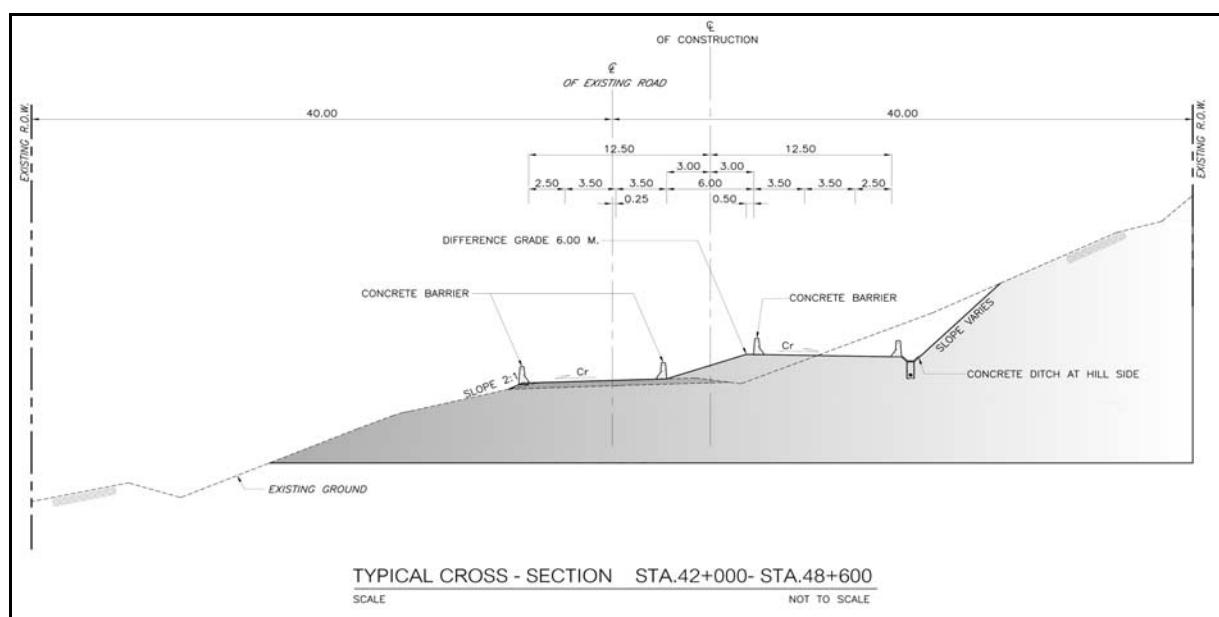 ℄
OF CONSTRUCTION
℄
OF EXISTING ROAD
EXISTING R.O.W.
40.00
40.00
EXISTING R.O.W.
12.50
12.50
3.00
3.00
2.50
3.50
3.50
6.00
3.50
3.50
2.50
0.25
0.50
DIFFERENCE GRADE 6.00 M.
CONCRETE BARRIER
CONCRETE BARRIER
Cr
SLOPE VARIES
SLOPE 2:1
Cr
CONCRETE DITCH AT HILL SIDE
EXISTING GROUND
TYPICAL CROSS - SECTION STA.42+000- STA.48+600
SCALE
NOT TO SCALE